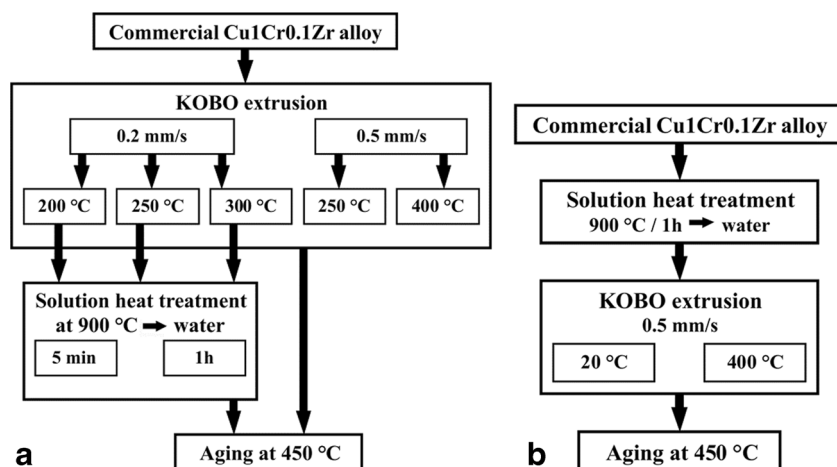 Commercial Cu1Cr0.1Zr alloy
KOBO extrusion
0.2 mm/s
0.5 mm/s
200 °C
250 °C
300 °C
250 °C
400 °C
Solution heat treatment
at 900 °C → water
5 min
1h
Aging at 450 °C
a
Commercial Cu1Cr0.1Zr alloy
Solution heat treatment
900 °C / 1h → water
KOBO extrusion
0.5 mm/s
20 °C
400 °C
Aging at 450 °C
b